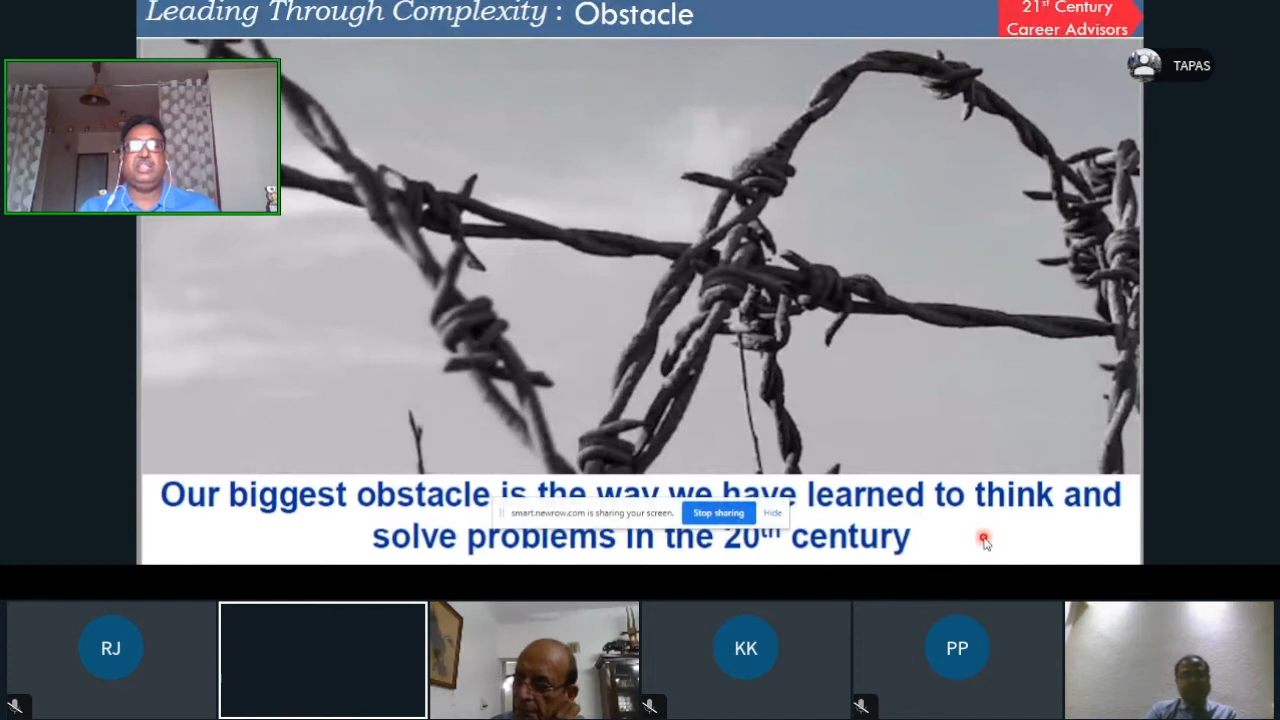 Leading Through Complexity : Obstacle
21st Century
Career Advisors
TAPAS
Our biggest obstacle is the way we have learned to think and
smart.newrow.com is sharing your screen. Stop sharing Hide
solve problems in the 20th century
RJ
KK
PP